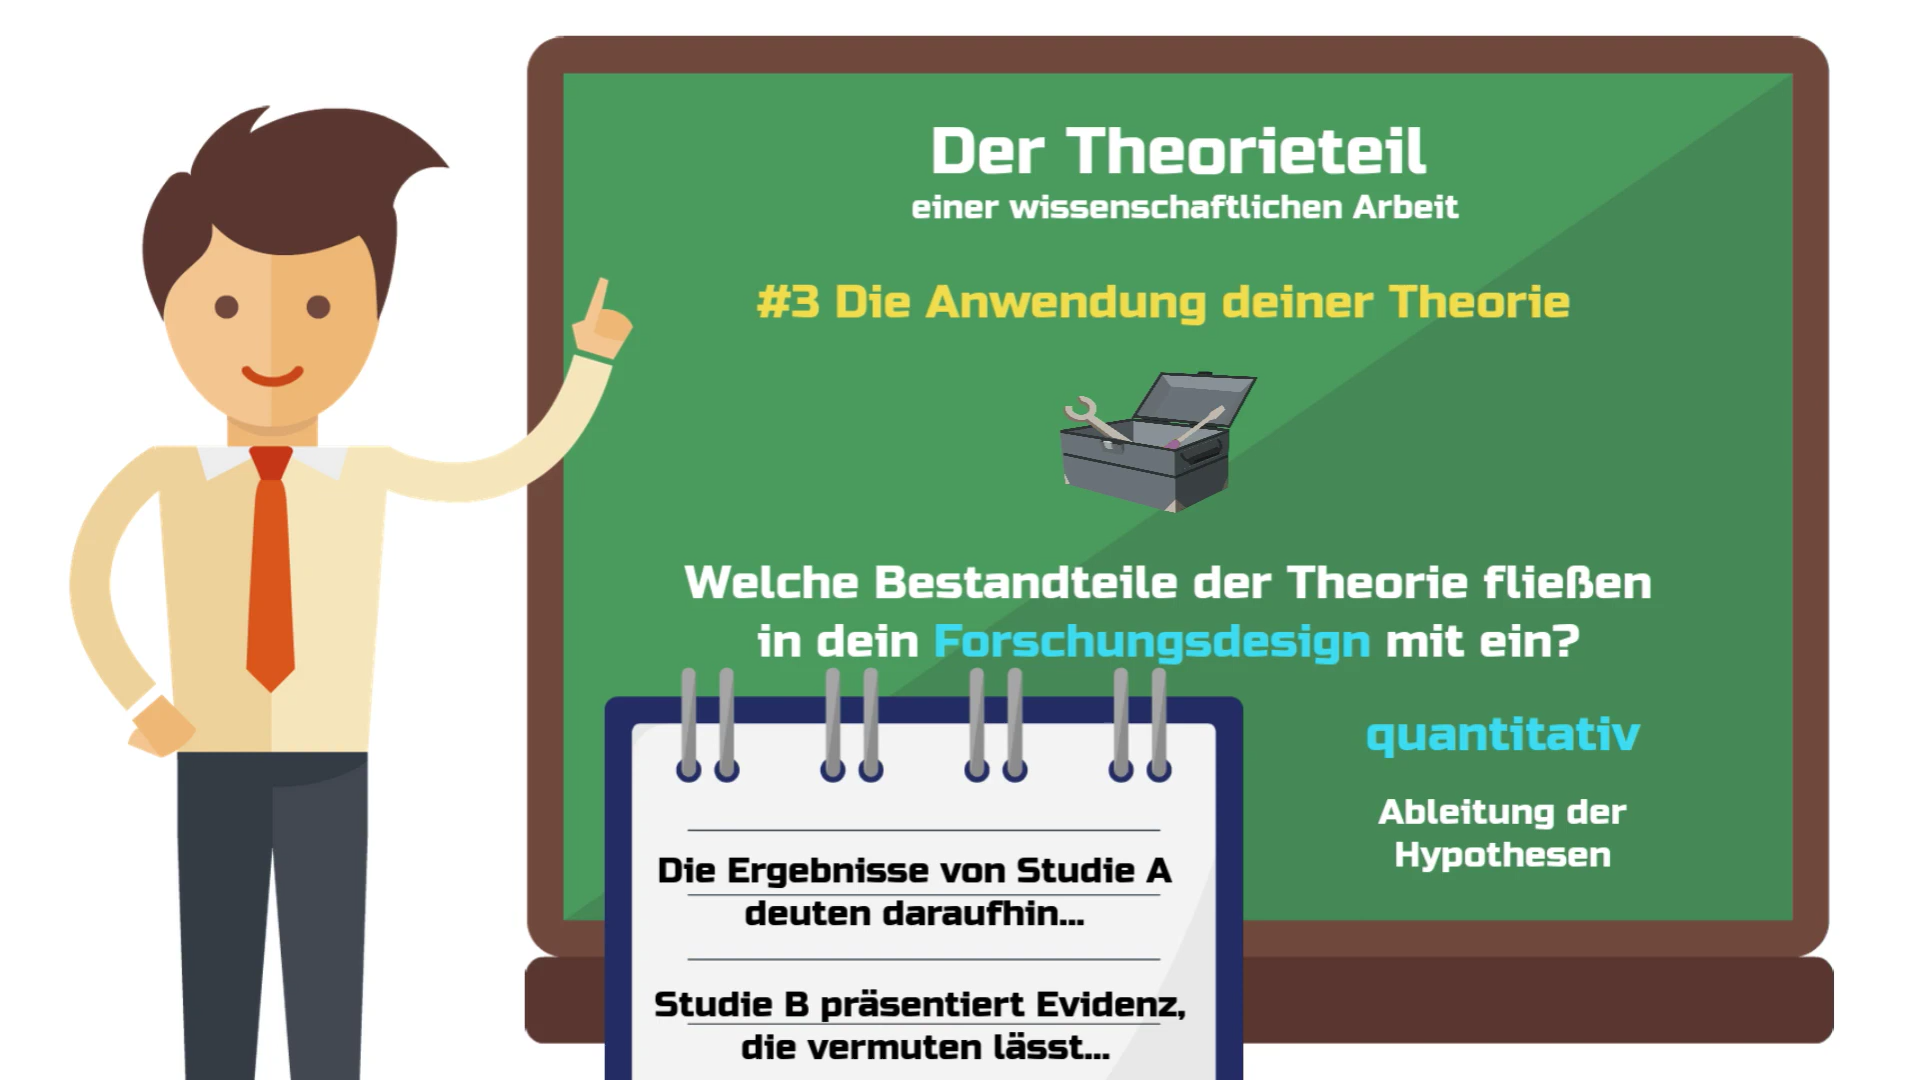 Der Theorieteil
einer wissenschaftlichen Arbeit
#3 Die Anwendung deiner Theorie
Welche Bestandteile der Theorie fließen
in dein Forschungsdesign mit ein?
quantitativ
Ableitung der
Hypothesen
Die Ergebnisse von Studie A
deuten daraufhin...
Studie B präsentiert Evidenz,
die vermuten lässt...